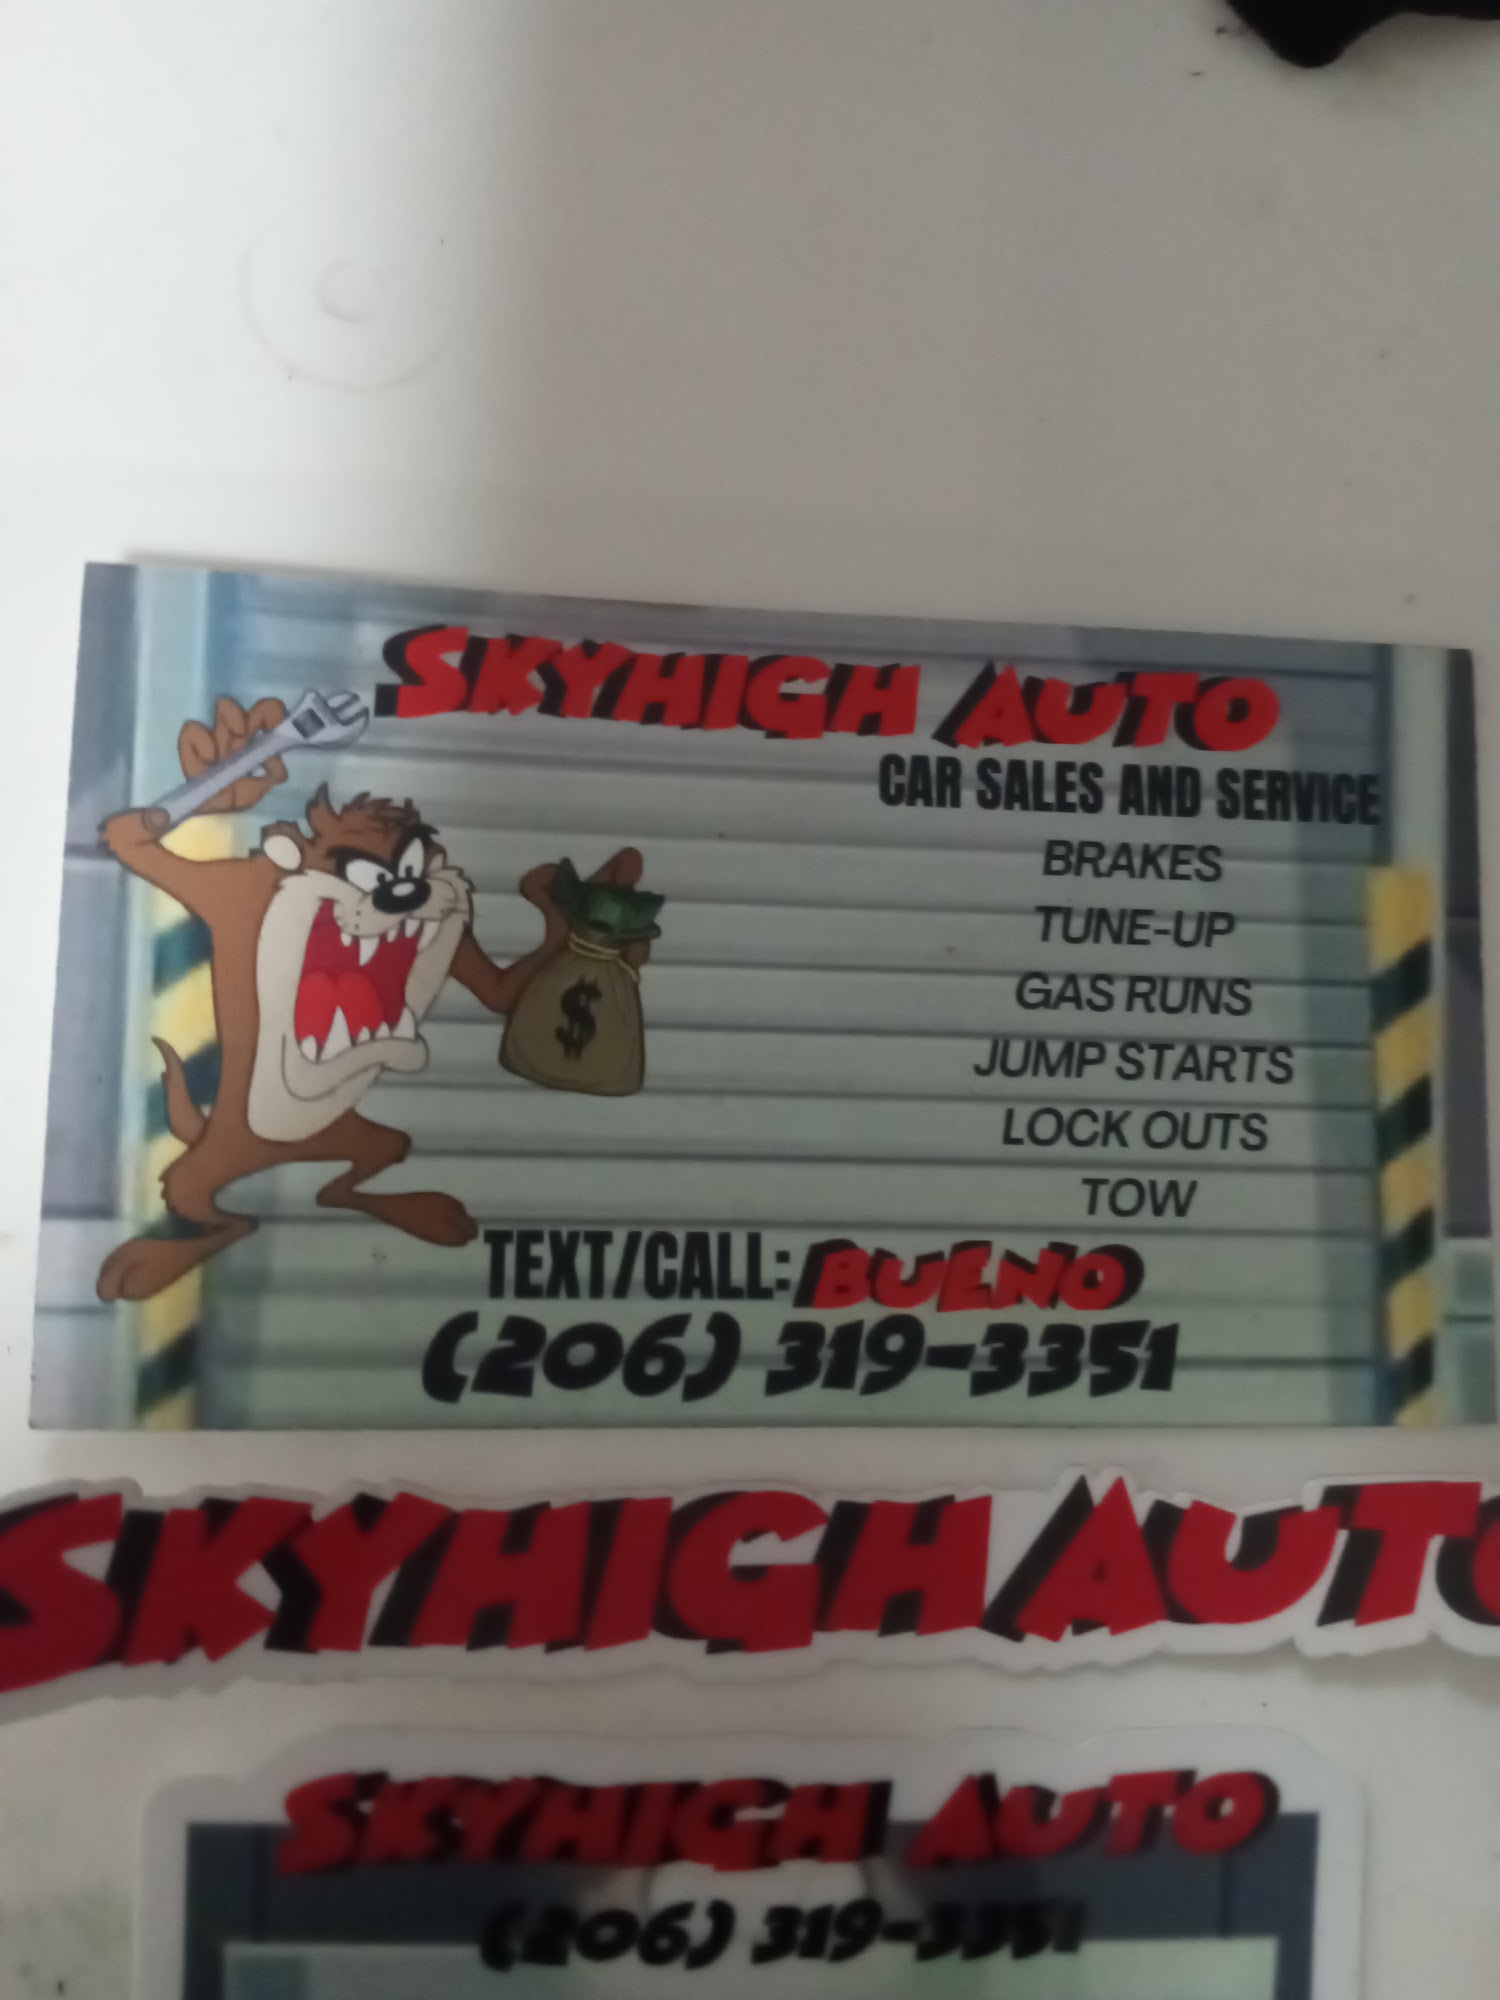 SKYHIGH AUTO
CAR SALES AND SERVICE
BRAKES
TUNE-UP
GAS RUNS
JUMP STARTS
LOCK OUTS
TOW
$
TEXT/CALL: BUENO
(206) 319-3351
SKYHIGH AUTO
SKYHIGH AUTO
(206) 319-3351